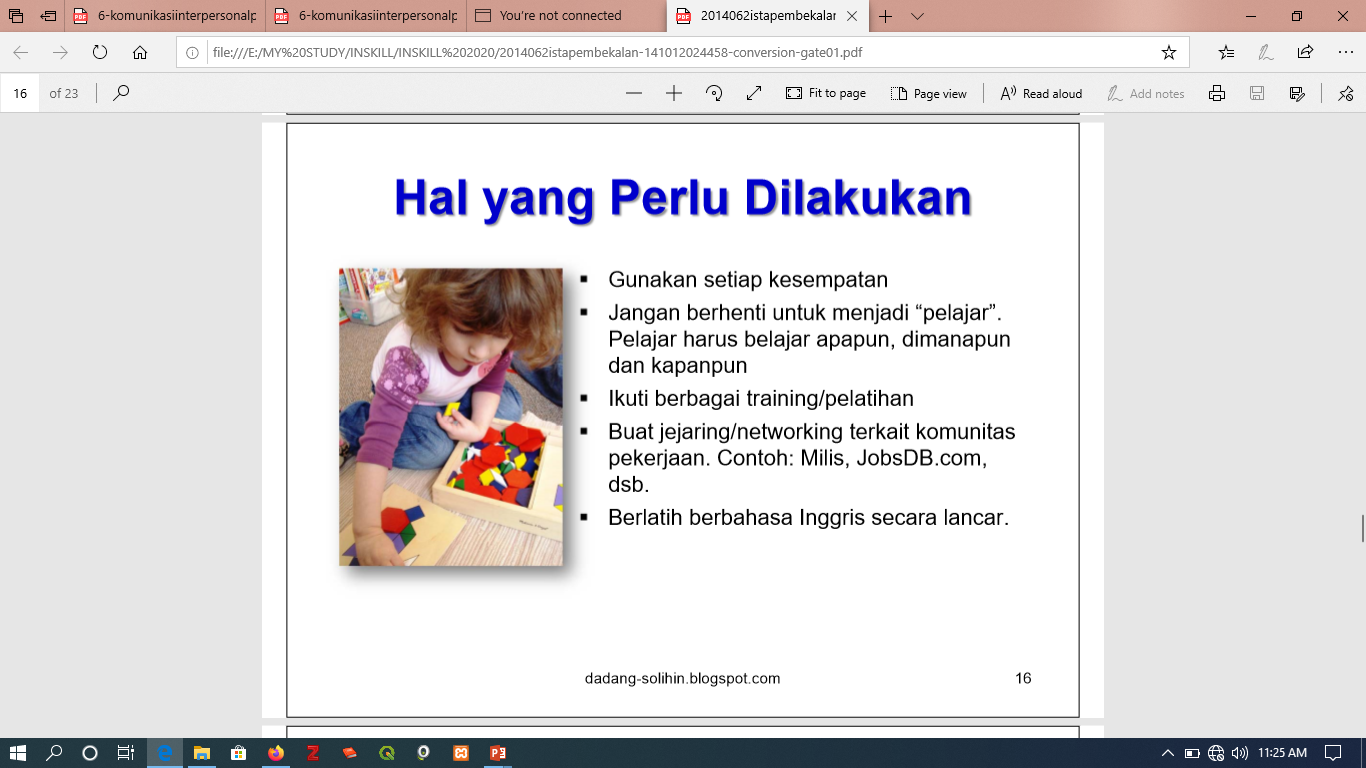 6-komunikasiinterpersonalp
6-komunikasiinterpersonalp
You're not connected
2014062istapembekalan
file:///E:/MY%20STUDY/INSKILL/INSKILL%202020/2014062istapembekalan-141012024458-conversion-gate01.pdf
16 of 23
Fit to page
Page view
Read aloud
Add notes
Hal yang Perlu Dilakukan
▪ Gunakan setiap kesempatan
▪ Jangan berhenti untuk menjadi “pelajar”.
Pelajar harus belajar apapun, dimanapun
dan kapanpun
▪ Ikuti berbagai training/pelatihan
▪ Buat jejaring/networking terkait komunitas
pekerjaan. Contoh: Milis, JobsDB.com,
dsb.
▪ Berlatih berbahasa Inggris secara lancar.
dadang-solihin.blogspot.com
16
11:25 AM